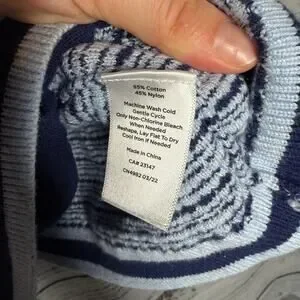 55% Cotton
45% Nylon
Machine Wash Cold
Gentle Cycle
Only Non-Chlorine Bleach
When Needed
Reshape, Lay Flat To Dry
Cool Iron If Needed
Made in China
CA# 23147
CN4982 03/22